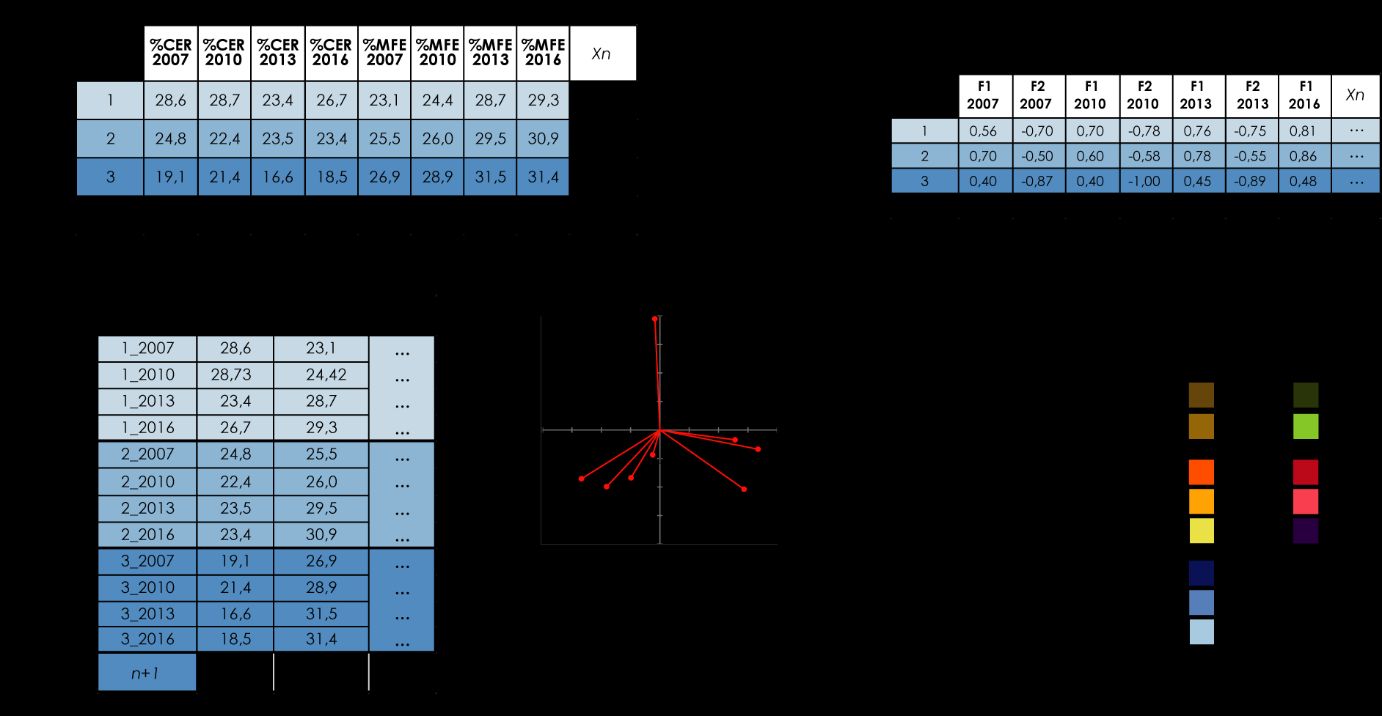 %CER 2007 %CER 2010 %CER 2013 %CER 2016 %MFE 2007 %MFE 2010 %MFE 2013 %MFE 2016 Xn
1 28,6 28,7 23,4 26,7 23,1 24,4 28,7 29,3
2 24,8 22,4 23,5 23,4 25,5 26,0 29,5 30,9
3 19,1 21,4 16,6 18,5 26,9 28,9 31,5 31,4
F1 2007 F2 2007 F1 2010 F2 2010 F1 2013 F2 2013 F1 2016 Xn
1 0,56 -0,70 0,70 -0,78 0,76 -0,75 0,81 ...
2 0,70 -0,50 0,60 -0,58 0,78 -0,55 0,86 ...
3 0,40 -0,87 0,40 -1,00 0,45 -0,89 0,48 ...
1_2007 28,6 23,1 ...
1_2010 28,73 24,42 ...
1_2013 23,4 28,7 ...
1_2016 26,7 29,3 ...
2_2007 24,8 25,5 ...
2_2010 22,4 26,0 ...
2_2013 23,5 29,5 ...
2_2016 23,4 30,9 ...
3_2007 19,1 26,9 ...
3_2010 21,4 28,9 ...
3_2013 16,6 31,5 ...
3_2016 18,5 31,4 ...
n+1